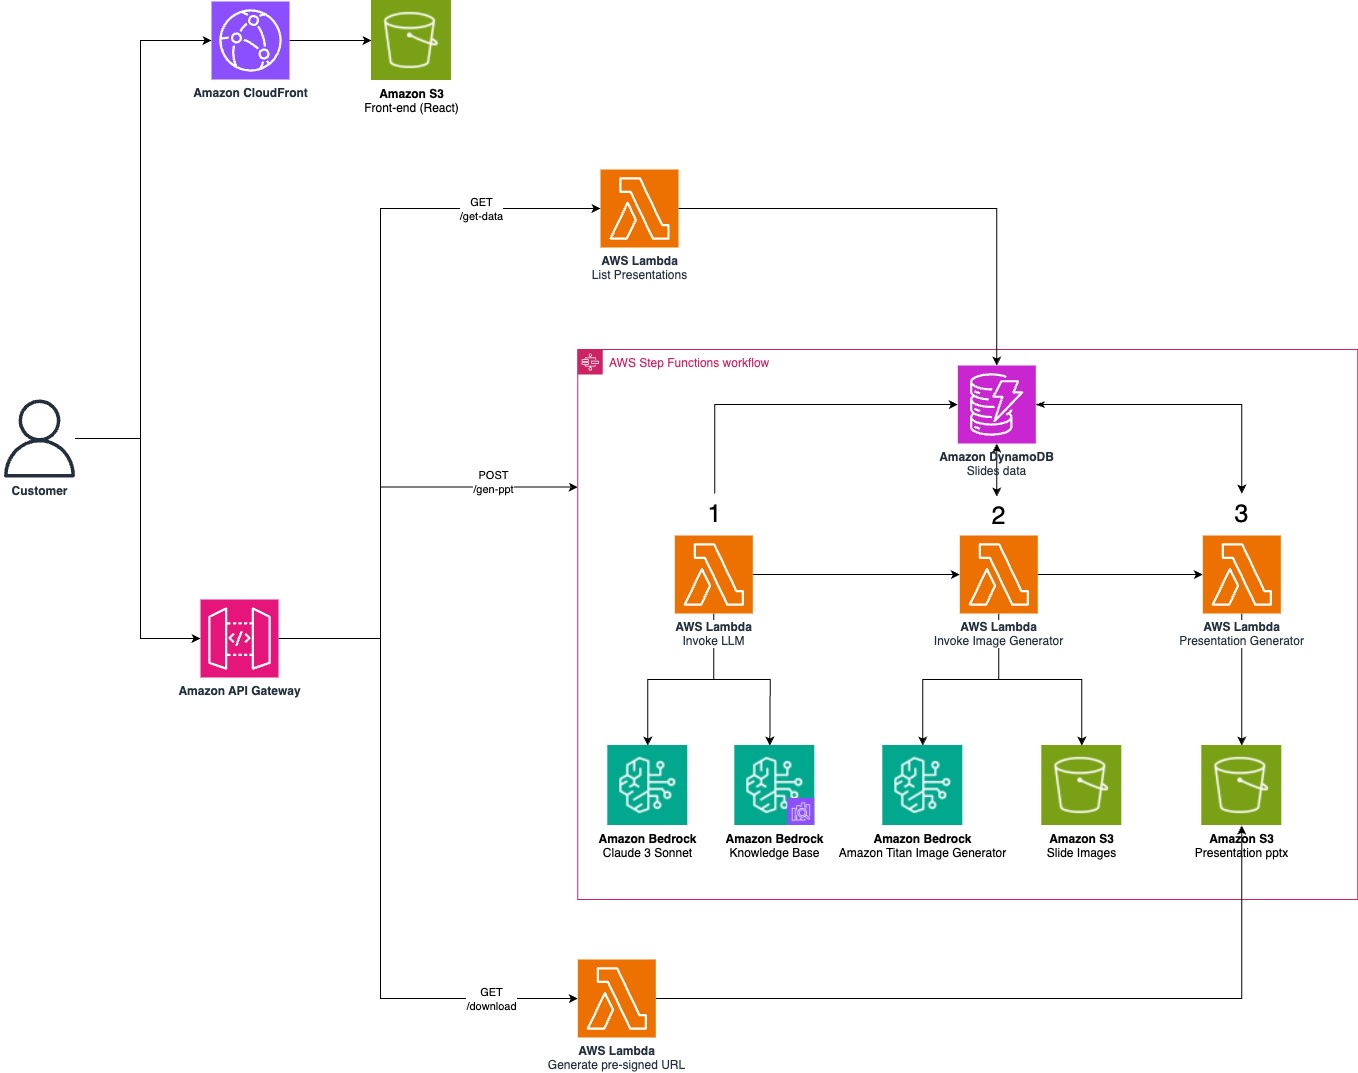 Amazon CloudFront
Amazon S3
Front-end (React)
GET
/get-data
AWS Lambda
List Presentations
AWS Step Functions workflow
Amazon DynamoDB
Slides data
Customer
POST
/gen-ppt
1
2
3
AWS Lambda
Invoke LLM
AWS Lambda
Invoke Image Generator
AWS Lambda
Presentation Generator
</>
Amazon API Gateway
Amazon Bedrock
Claude 3 Sonnet
Amazon Bedrock
Knowledge Base
Amazon Bedrock
Amazon Titan Image Generator
Amazon S3
Slide Images
Amazon S3
Presentation pptx
GET
/download
AWS Lambda
Generate pre-signed URL